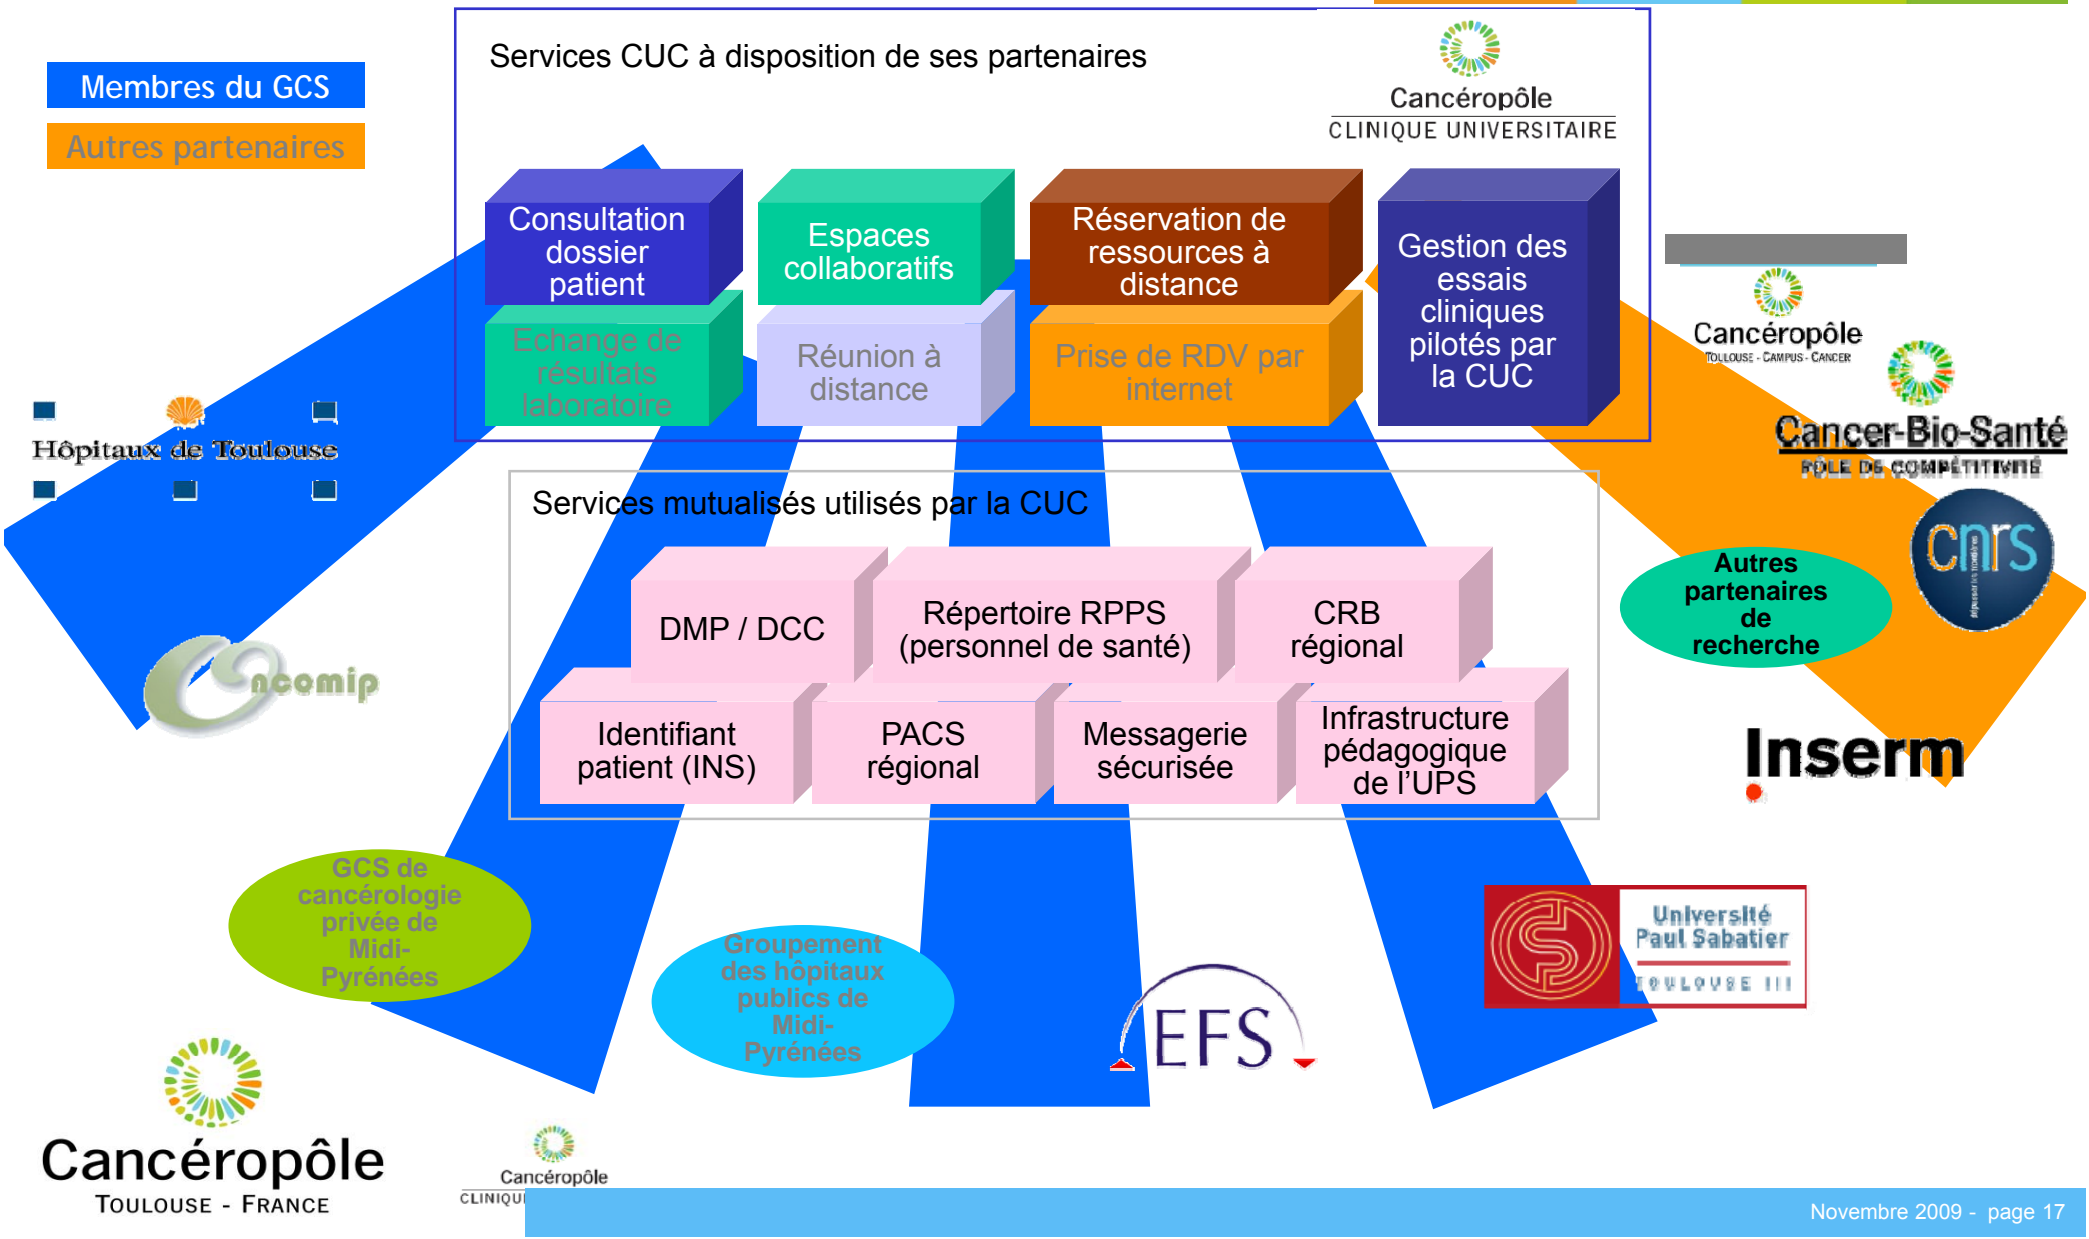 Services CUC à disposition de ses partenaires
Membres du GCS
Autres partenaires
Cancéropôle
CLINIQUE UNIVERSITAIRE
Consultation
dossier
patient
Espaces
collaboratifs
Réservation de
ressources à
distance
Gestion des
essais
cliniques
pilotés par
la CUC
Echange de
résultats
laboratoire
Réunion à
distance
Prise de RDV par
internet
Cancéropôle
TOULOUSE - CAMPUS - CANCER
Cancer-Bio-Santé
PÔLE DE COMPÉTITIVITÉ
Hôpitaux de Toulouse
Services mutualisés utilisés par la CUC
cnrs
dépasser les frontières
DMP / DCC
Répertoire RPPS
(personnel de santé)
CRB
régional
Autres
partenaires
de
recherche
Oncomip
Identifiant
patient (INS)
PACS
régional
Messagerie
sécurisée
Infrastructure
pédagogique
de l'UPS
Inserm
GCS de
cancérologie
privée de
Midi-
Pyrénées
Groupement
des hôpitaux
publics de
Midi-
Pyrénées
EFS
Université
Paul Sabatier
TOULOUSE III
Cancéropôle
TOULOUSE - FRANCE
Cancéropôle
CLINIQU
Novembre 2009 - page 17